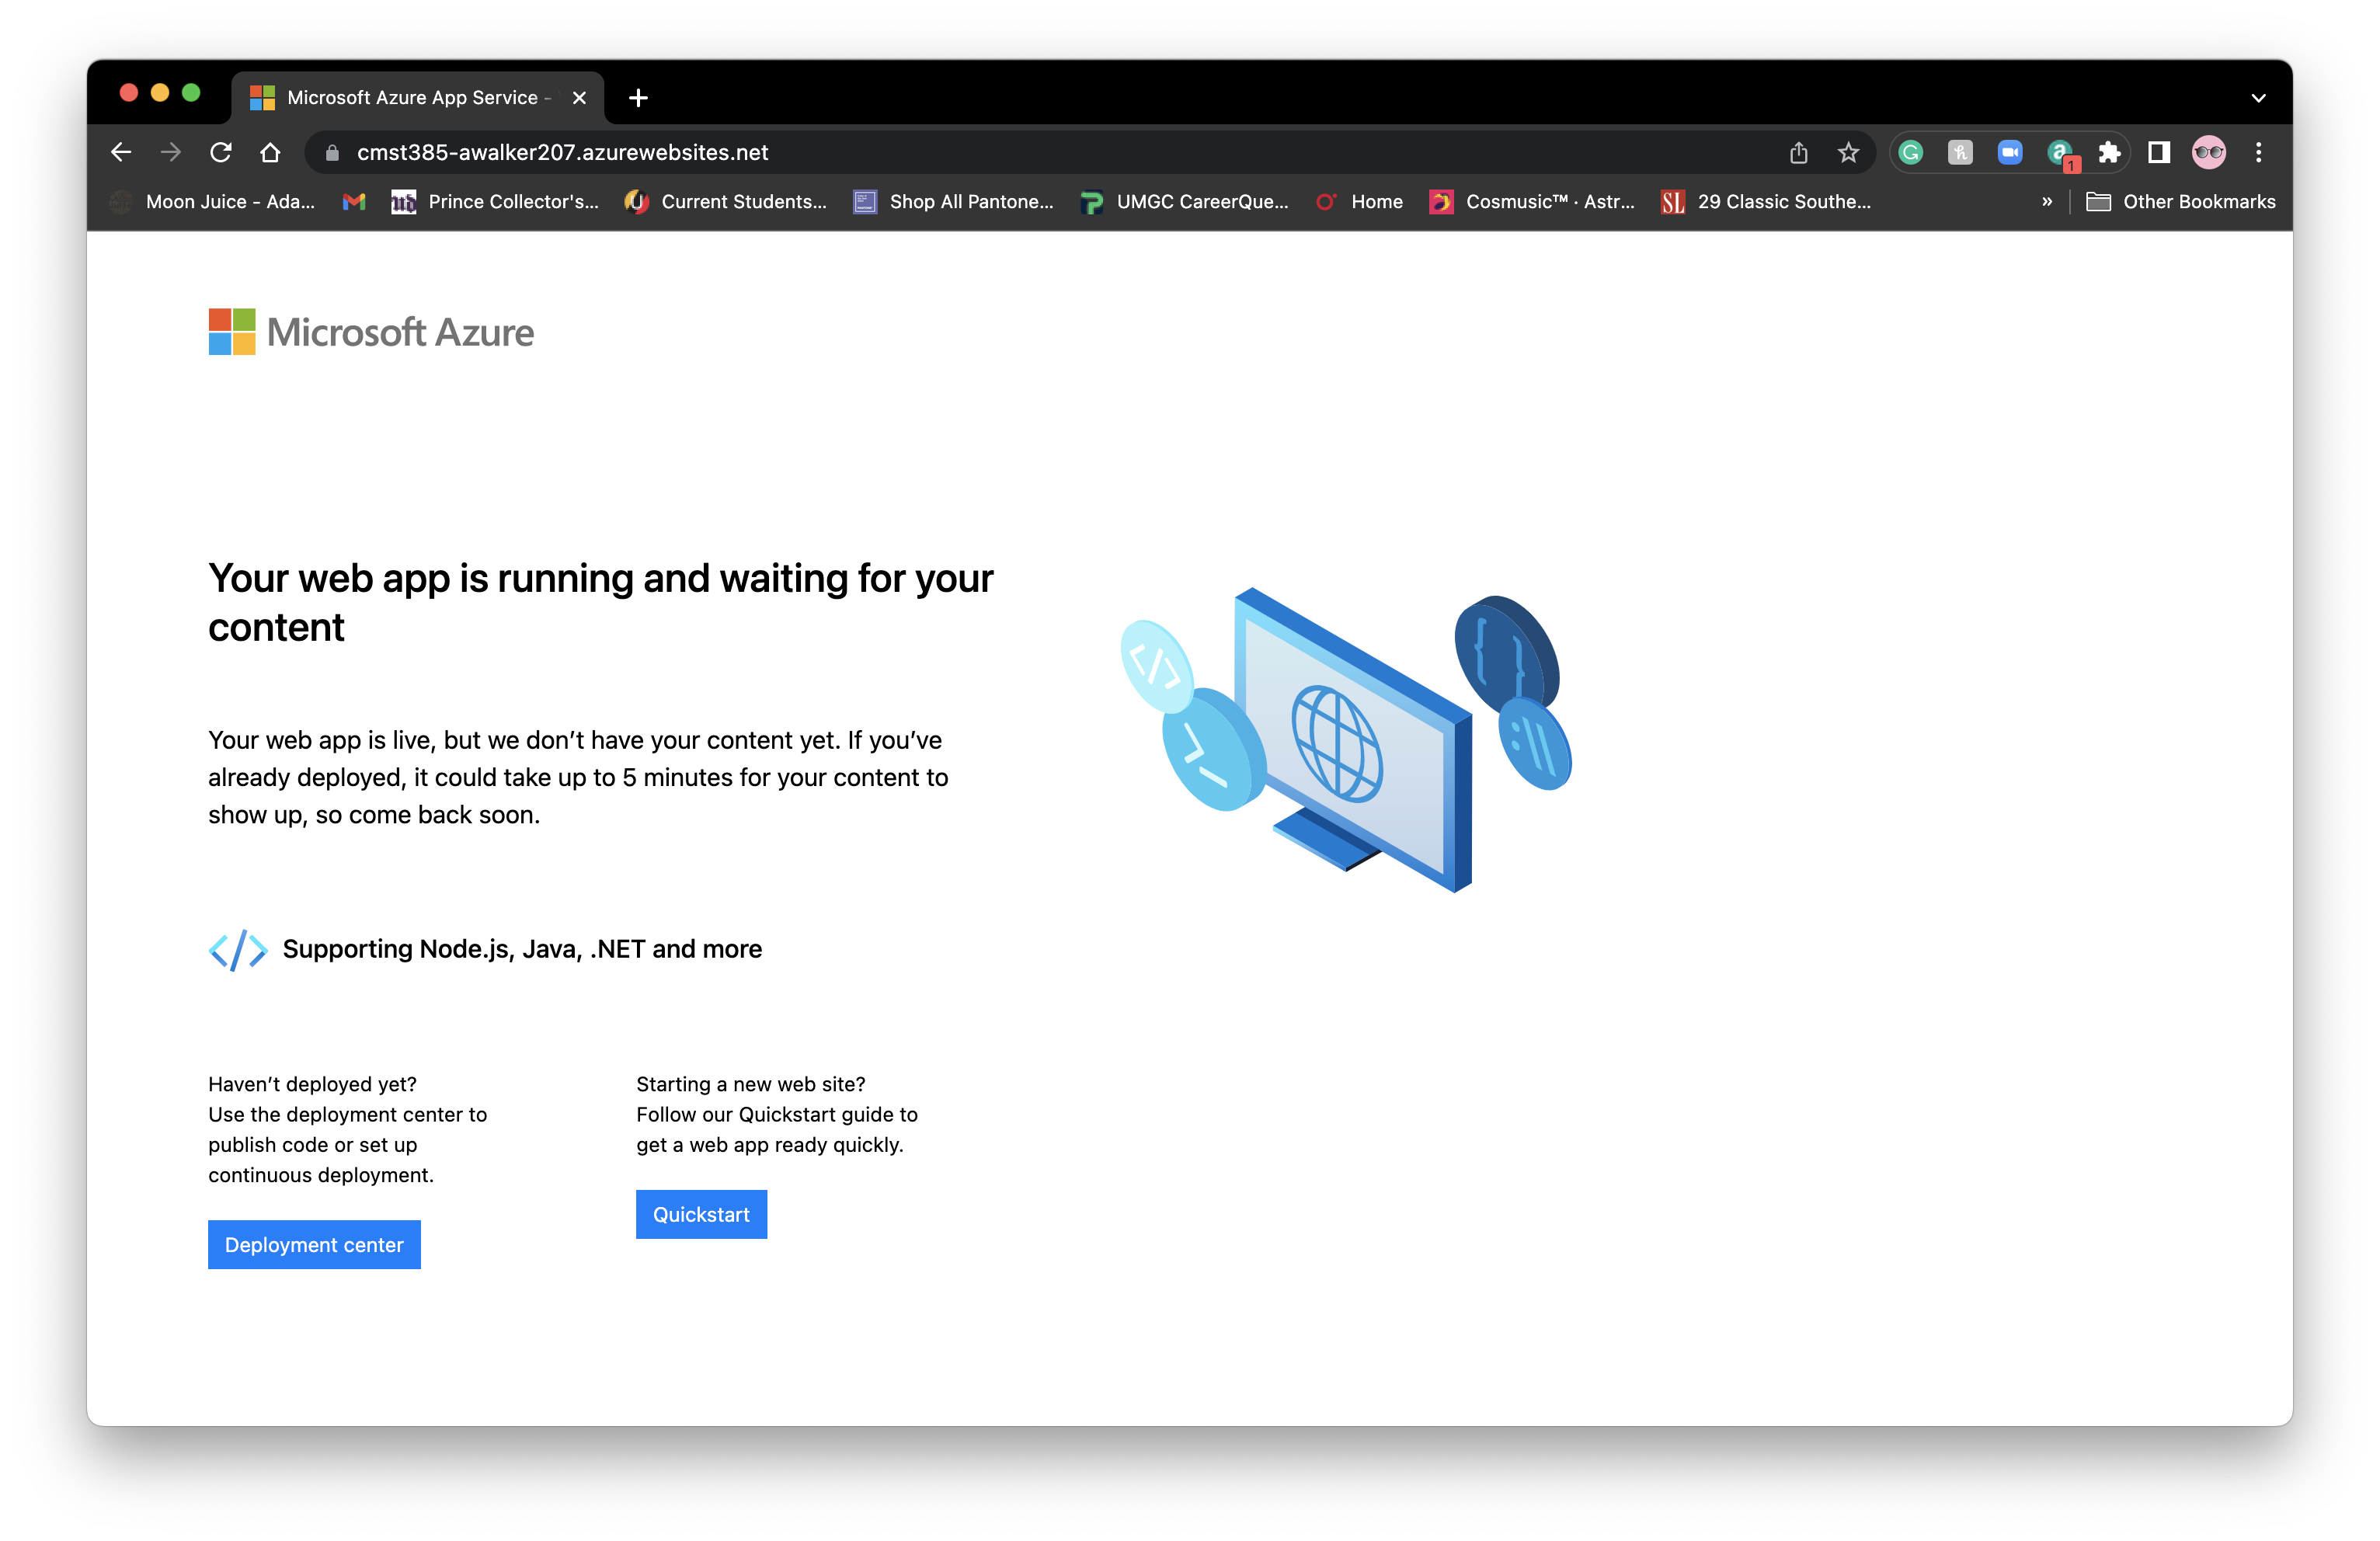 Microsoft Azure App Service -
cmst385-awalker207.azurewebsites.net
1
Moon Juice - Ada...
Prince Collector's...
Current Students...
Shop All Pantone...
UMGC CareerQue...
Home
Cosmusic™ · Astr...
SL
29 Classic Southe...
»
Other Bookmarks
Microsoft Azure
Your web app is running and waiting for your
content
Your web app is live, but we don’t have your content yet. If you’ve
already deployed, it could take up to 5 minutes for your content to
show up, so come back soon.
</> Supporting Node.js, Java, .NET and more
Haven’t deployed yet?
Use the deployment center to
publish code or set up
continuous deployment.
Deployment center
Starting a new web site?
Follow our Quickstart guide to
get a web app ready quickly.
Quickstart